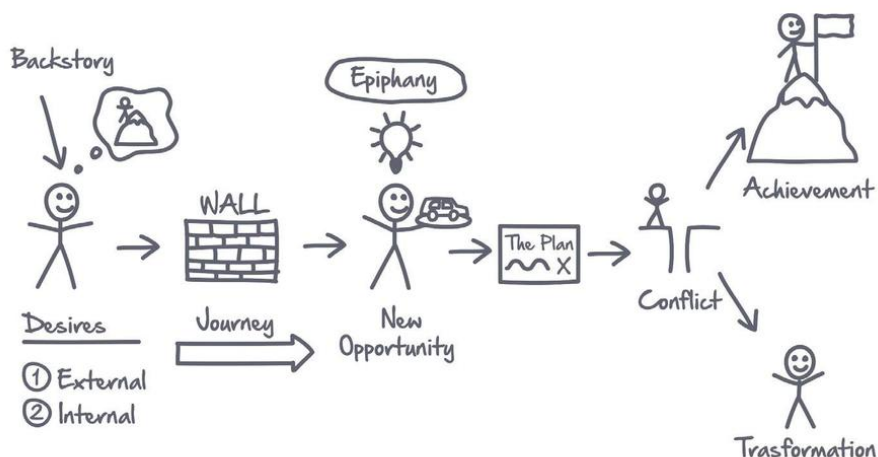 Backstory
Desires
① External
② Internal
WALL
Journey
Epiphany
New
Opportunity
The Plan
X
Conflict
Achievement
Trasformation